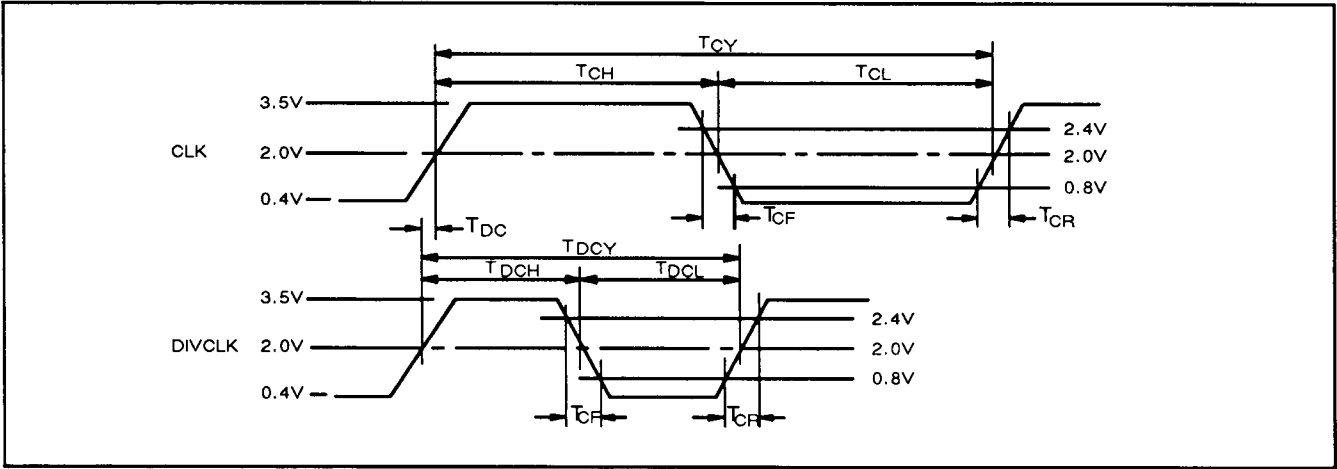 TCY
TCH TCL
3.5V
2.4V
CLK 2.0V 2.0V
0.8V
0.4V
TCF TCR
TDC
TDCY
TDCH TDCL
3.5V
2.4V
DIVCLK 2.0V 2.0V
0.8V
0.4V
TCF TCR